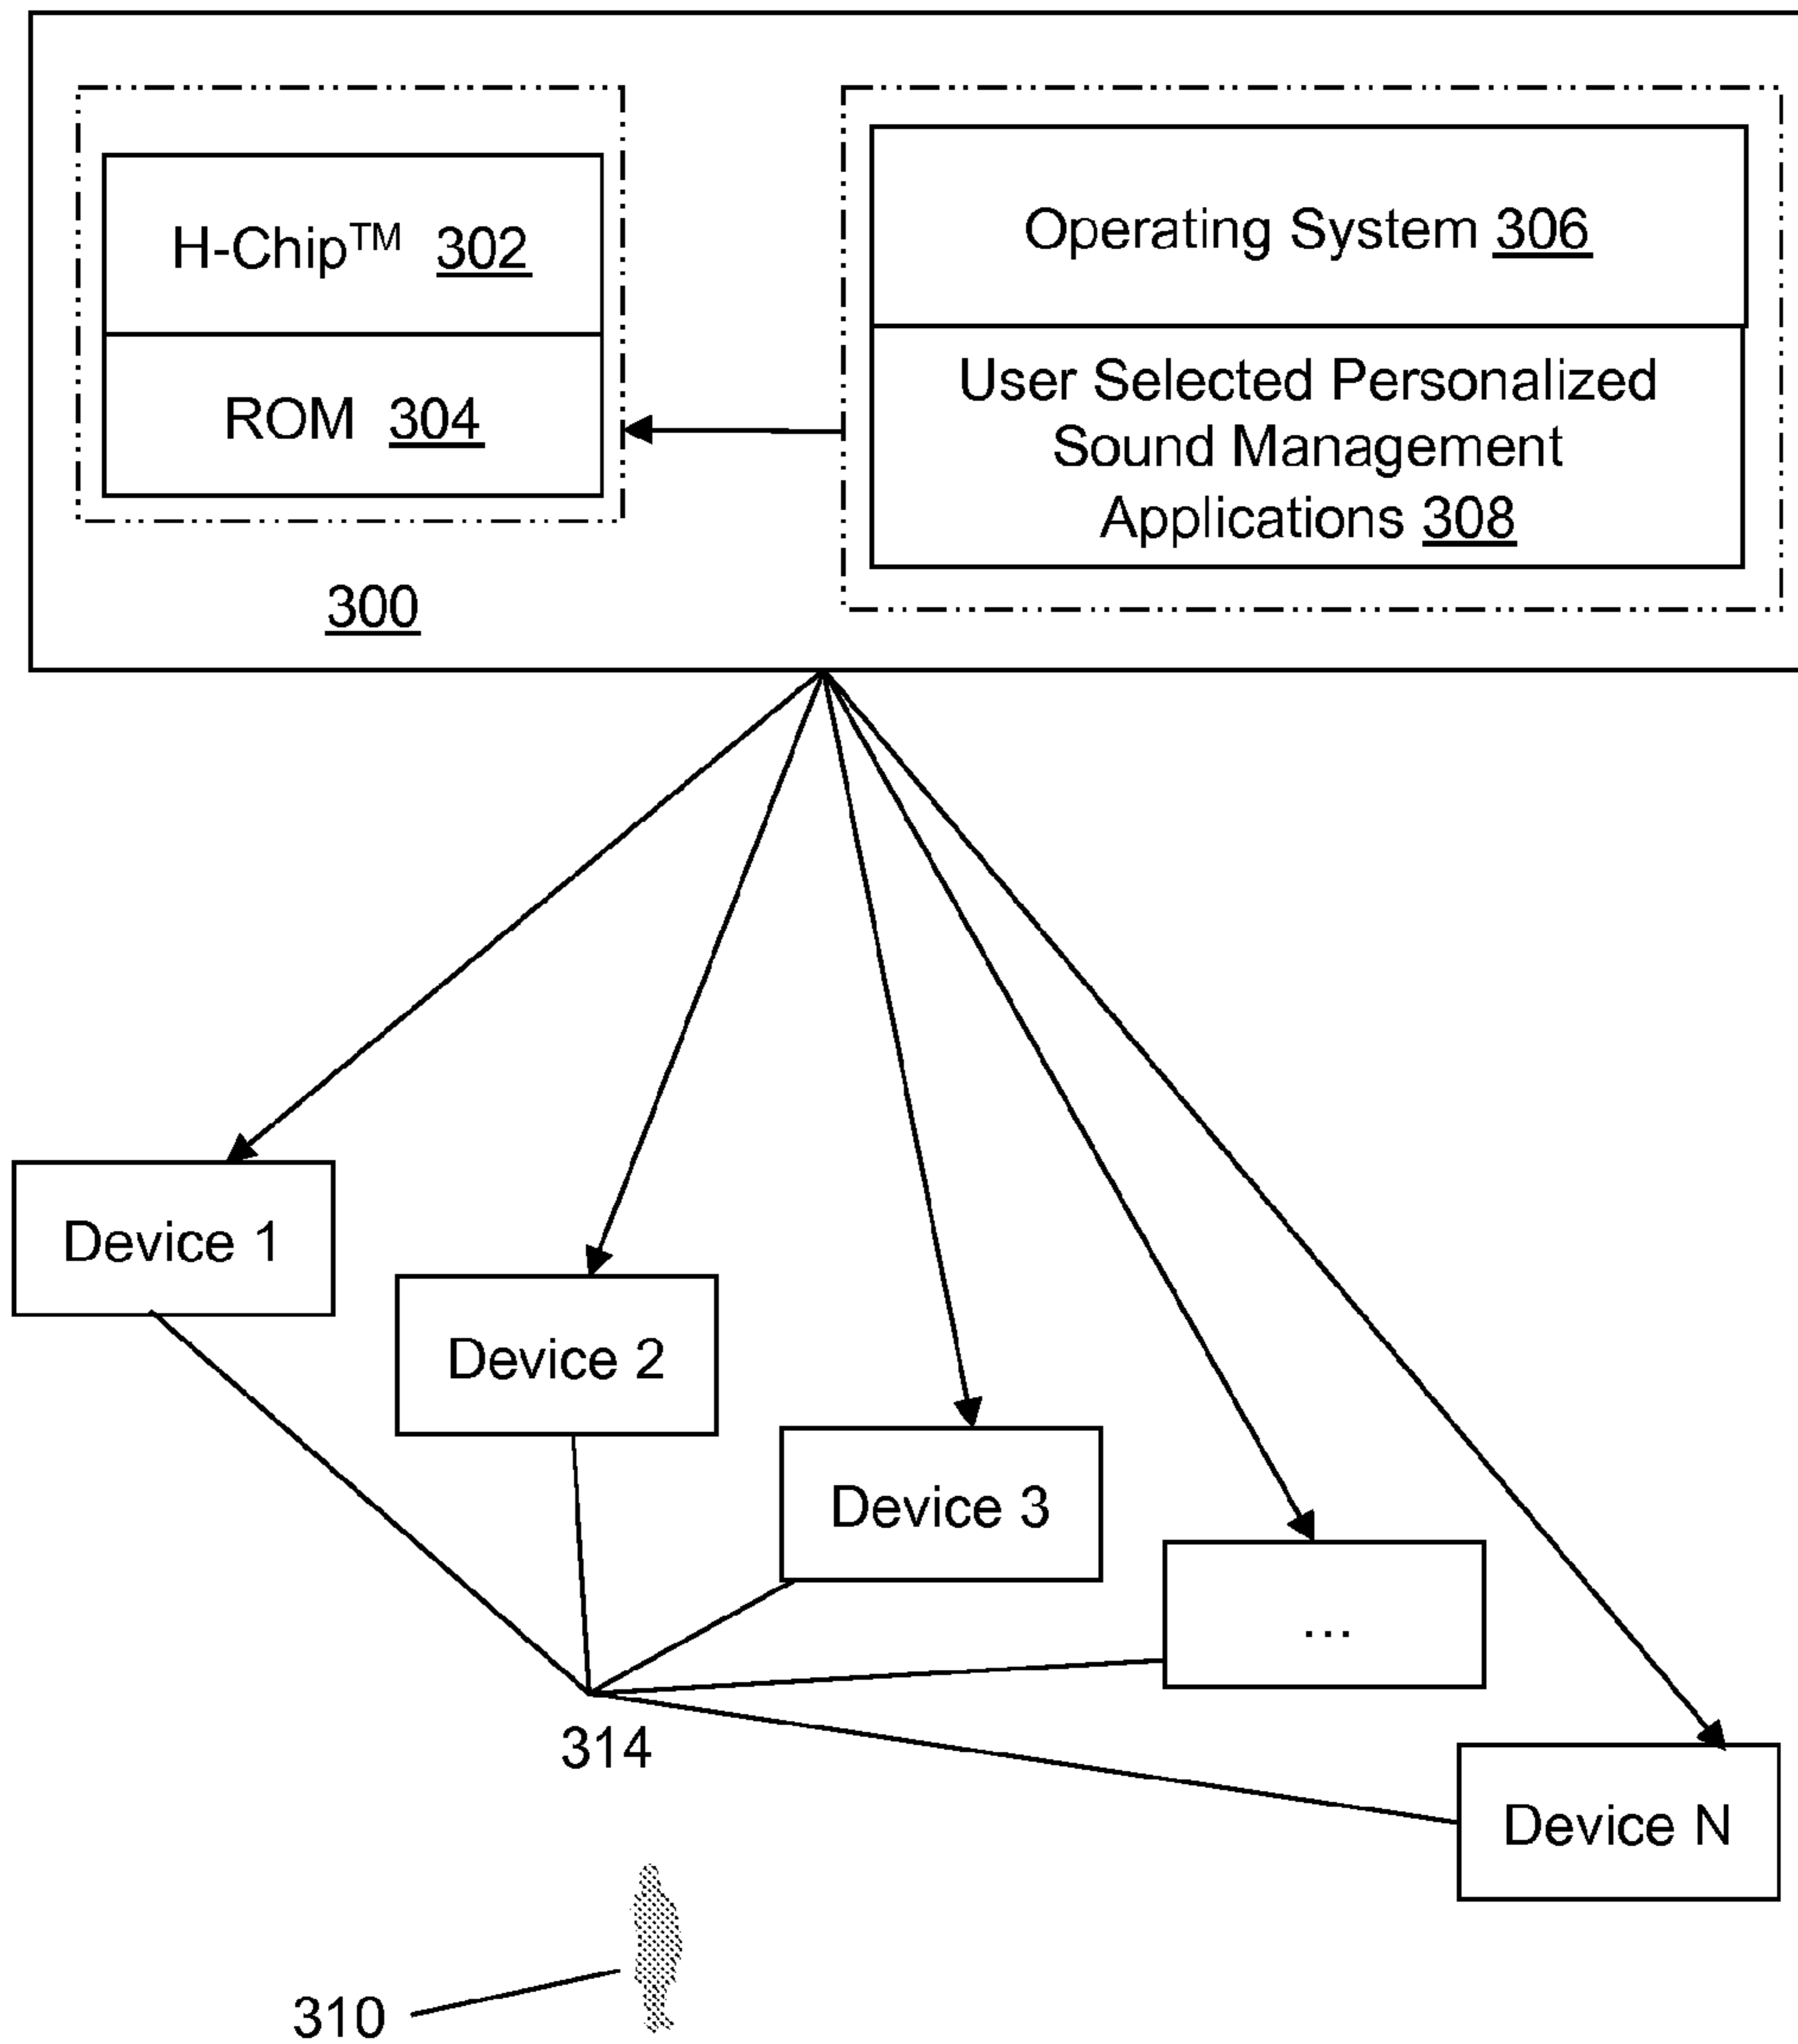 H-Chip™ 302
ROM 304
Operating System 306
User Selected Personalized
Sound Management
Applications 308
300
Device 1
Device 2
Device 3
...
Device N
314
310